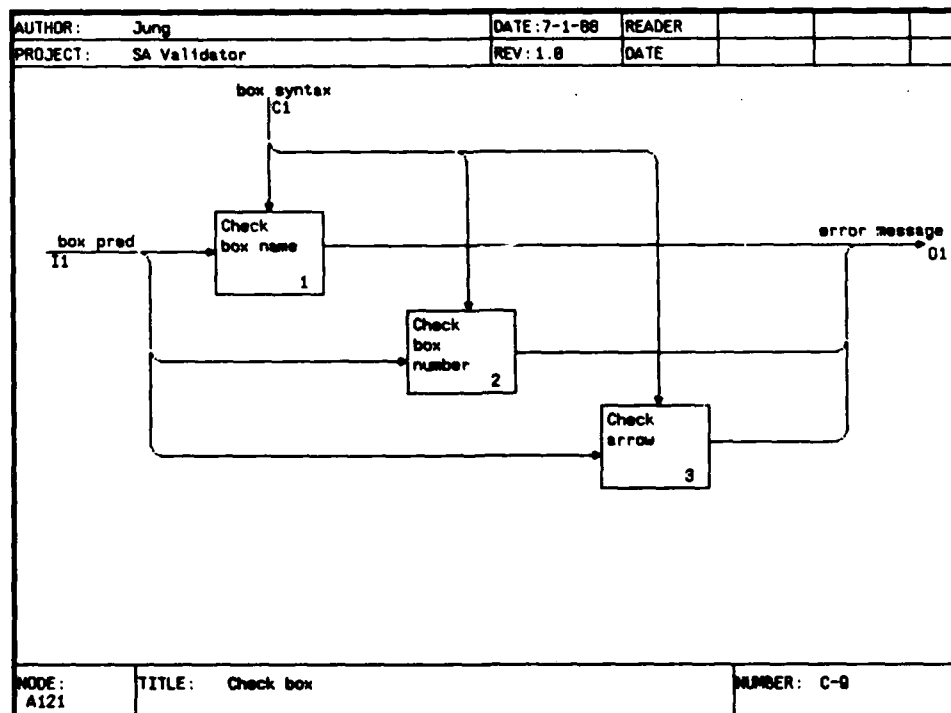 AUTHOR: Jung DATE:7-1-88 READER
PROJECT: SA Validator REV:1.0 DATE
box syntax
C1
Check
box name
1
box pred
I1
error message
O1
Check
box
number
2
Check
arrow
3
NODE: TITLE: Check box NUMBER:
A121